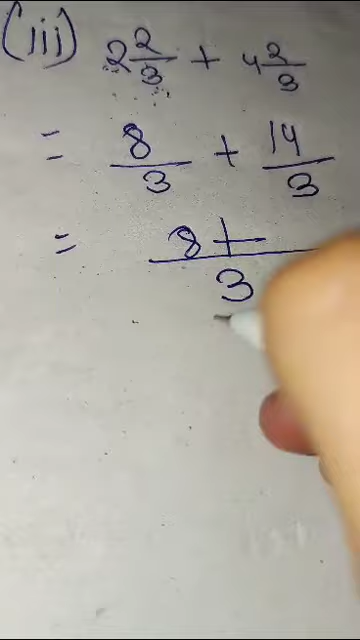 (iii) 2 2/3 + 4 2/3
= 8/3 + 14/3
= 8+/3